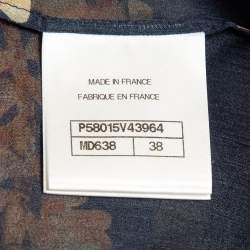 MADE IN FRANCE
FABRIQUE EN FRANCE
P58015V43964
MD638 38